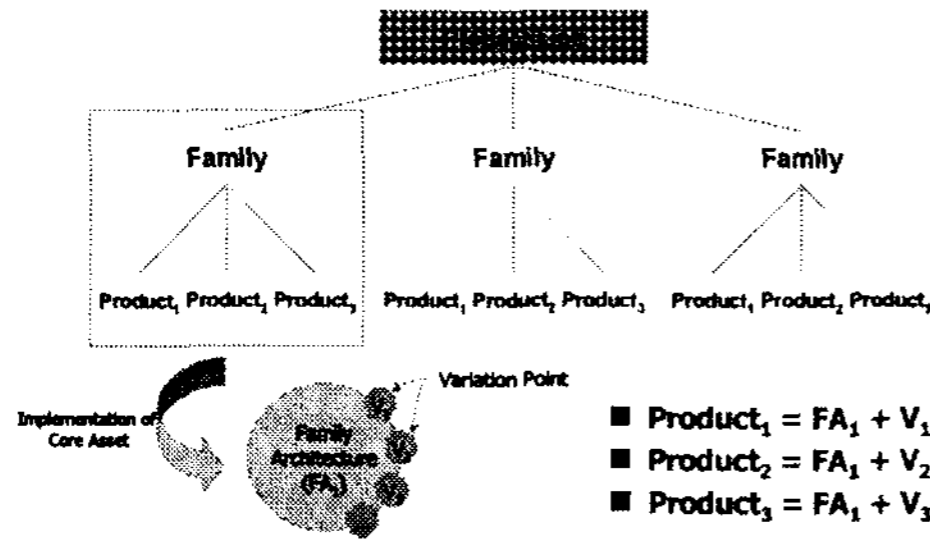 Family Family Family
Product₁ Product₂ Product₃ Product₁ Product₂ Product₃ Product₁ Product₂ Product₃
Variation Point
Implementation of
Core Asset
Family
Architecture
(FA₁)
■ Product₁ = FA₁ + V₁
■ Product₂ = FA₁ + V₂
■ Product₃ = FA₁ + V₃